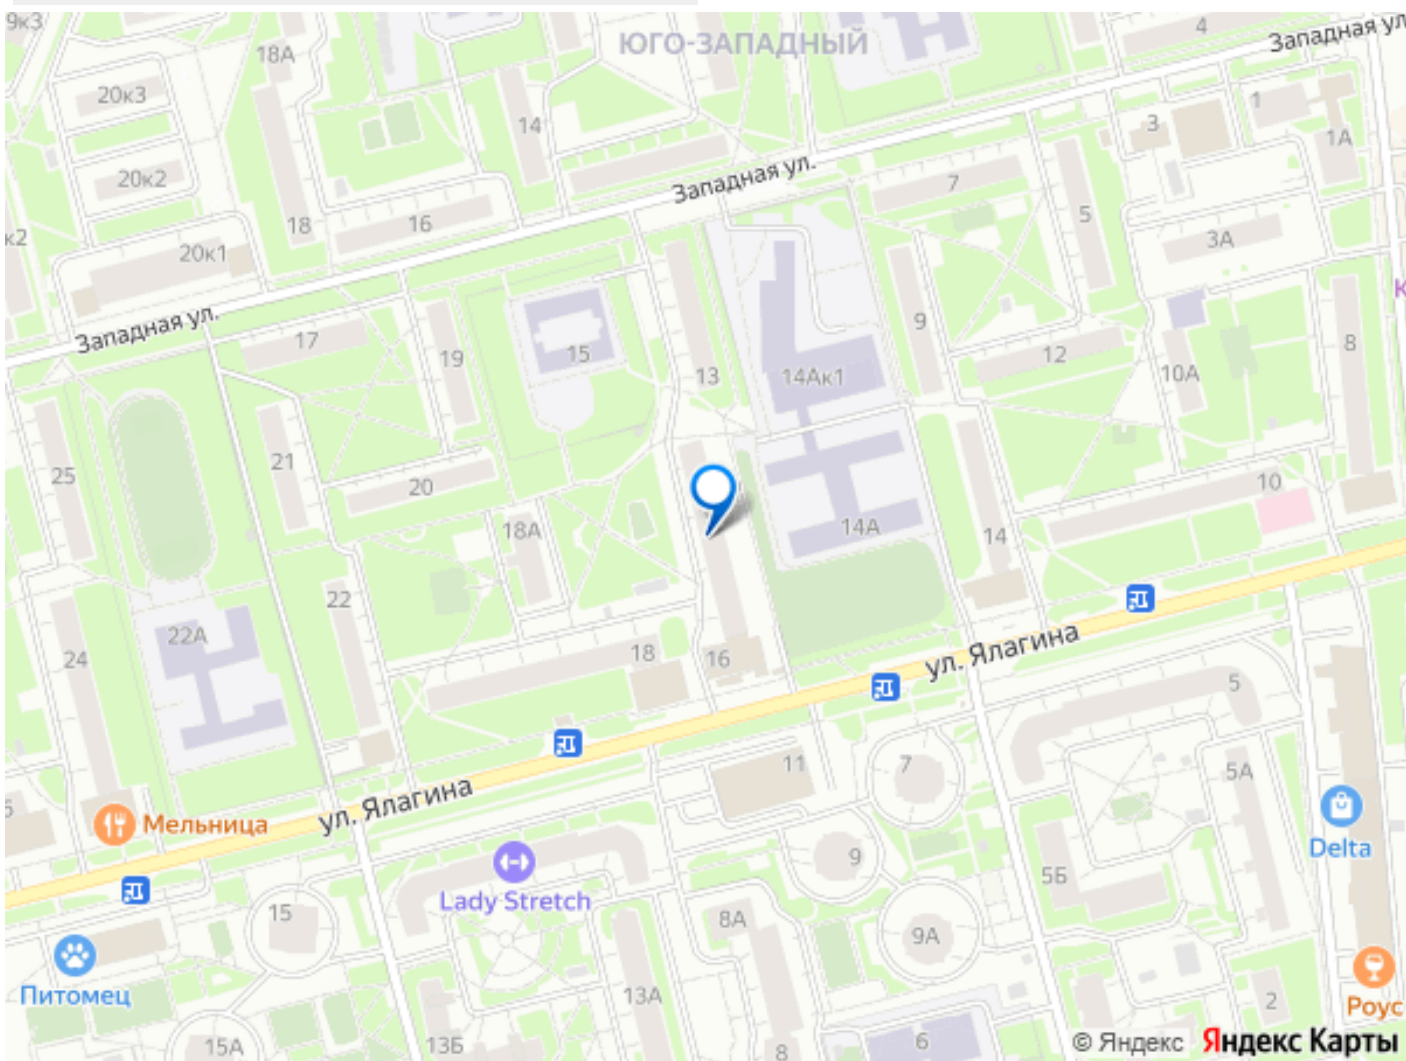 9к3
18А
ЮГО-ЗАПАДНЫЙ
4
Западная ул
20к3
14
3
1
1А
20к2
Западная ул.
7
5
к2
20к1
18
16
3А
К
Западная ул.
17
19
15
13
14Ак1
9
12
10А
8
25
21
20
18А
14А
14
10
22
22А
24
18
16
ул. Ялагина
5
11
7
5А
5
Мельница
ул. Ялагина
Delta
Lady Stretch
9
5Б
15
8А
9А
Питомец
13А
2
Роус
15А
13Б
8
6
© Яндекс Яндекс Карты